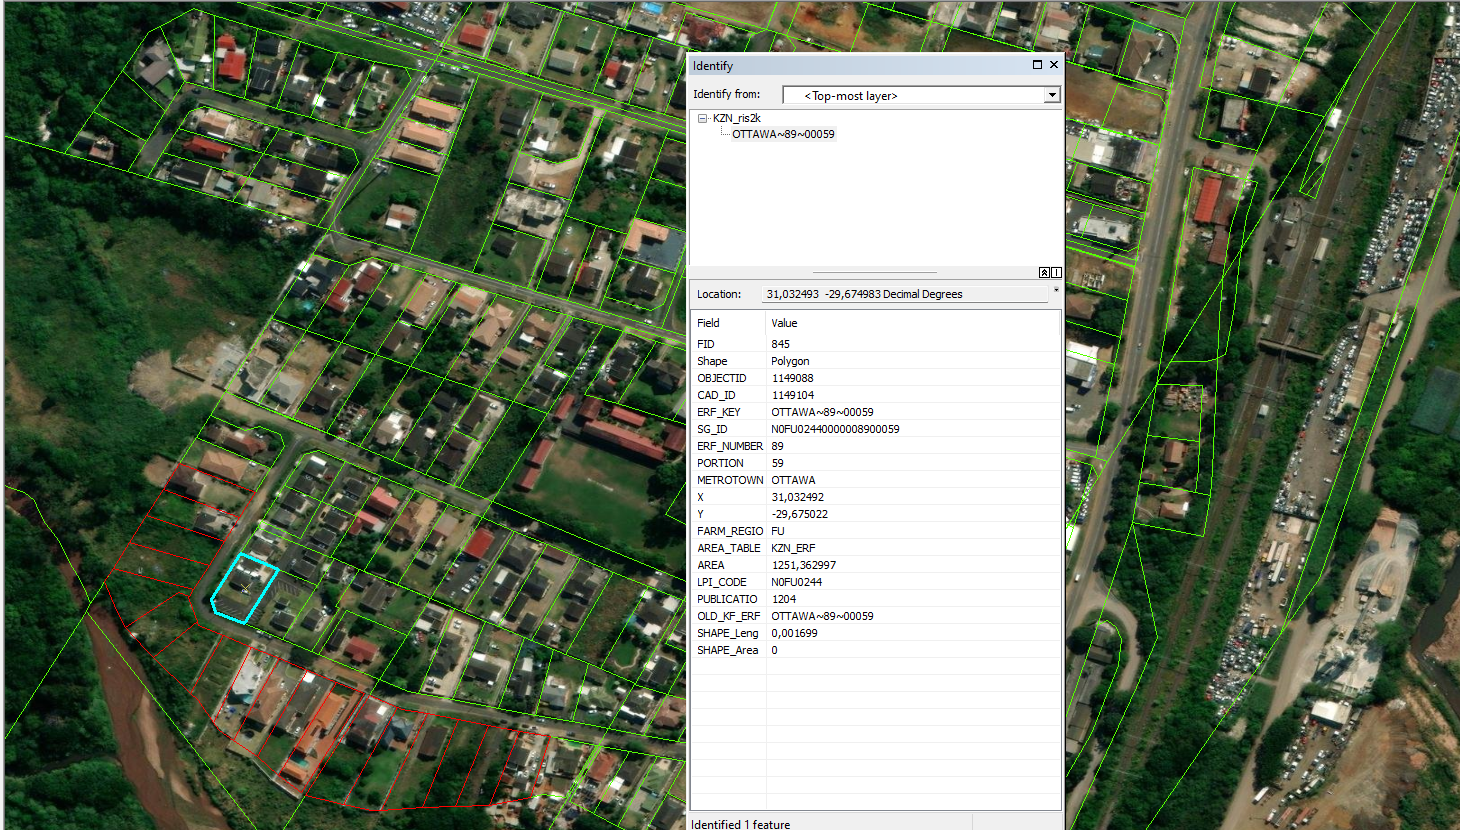 Identify
Identify from: <Top-most layer>
KZN_ris2k
OTTAWA~89~00059
Location: 31,032493 -29,674983 Decimal Degrees
Field Value
FID 845
Shape Polygon
OBJECTID 1149088
CAD_ID 1149104
ERF_KEY OTTAWA~89~00059
SG_ID N0FU02440000008900059
ERF_NUMBER 89
PORTION 59
METROTOWN OTTAWA
X 31,032492
Y -29,675022
FARM_REGIO FU
AREA_TABLE KZN_ERF
AREA 1251,362997
LPI_CODE N0FU0244
PUBLICATIO 1204
OLD_KF_ERF OTTAWA~89~00059
SHAPE_Leng 0,001699
SHAPE_Area 0
Identified 1 feature